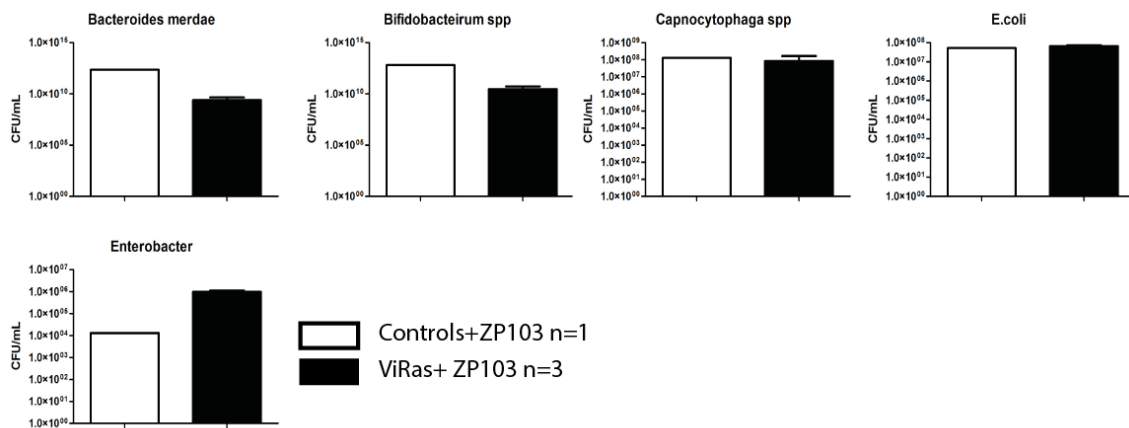 Bacteroides merdae
1.0×10¹⁵
1.0×10¹⁰
1.0×10⁰⁵
1.0×10⁰⁰
CFU/mL
Bifidobacteirum spp
1.0×10¹⁵
1.0×10¹⁰
1.0×10⁰⁵
1.0×10⁰⁰
CFU/mL
Capnocytophaga spp
1.0×10⁰⁹
1.0×10⁰⁸
1.0×10⁰⁷
1.0×10⁰⁶
1.0×10⁰⁵
1.0×10⁰⁴
1.0×10⁰³
1.0×10⁰²
1.0×10⁰¹
1.0×10⁰⁰
CFU/mL
E.coli
1.0×10⁰⁸
1.0×10⁰⁷
1.0×10⁰⁶
1.0×10⁰⁵
1.0×10⁰⁴
1.0×10⁰³
1.0×10⁰²
1.0×10⁰¹
1.0×10⁰⁰
CFU/mL
Enterobacter
1.0×10⁰⁷
1.0×10⁰⁶
1.0×10⁰⁵
1.0×10⁰⁴
1.0×10⁰³
1.0×10⁰²
1.0×10⁰¹
1.0×10⁰⁰
CFU/mL
Controls+ZP103 n=1
ViRas+ ZP103 n=3